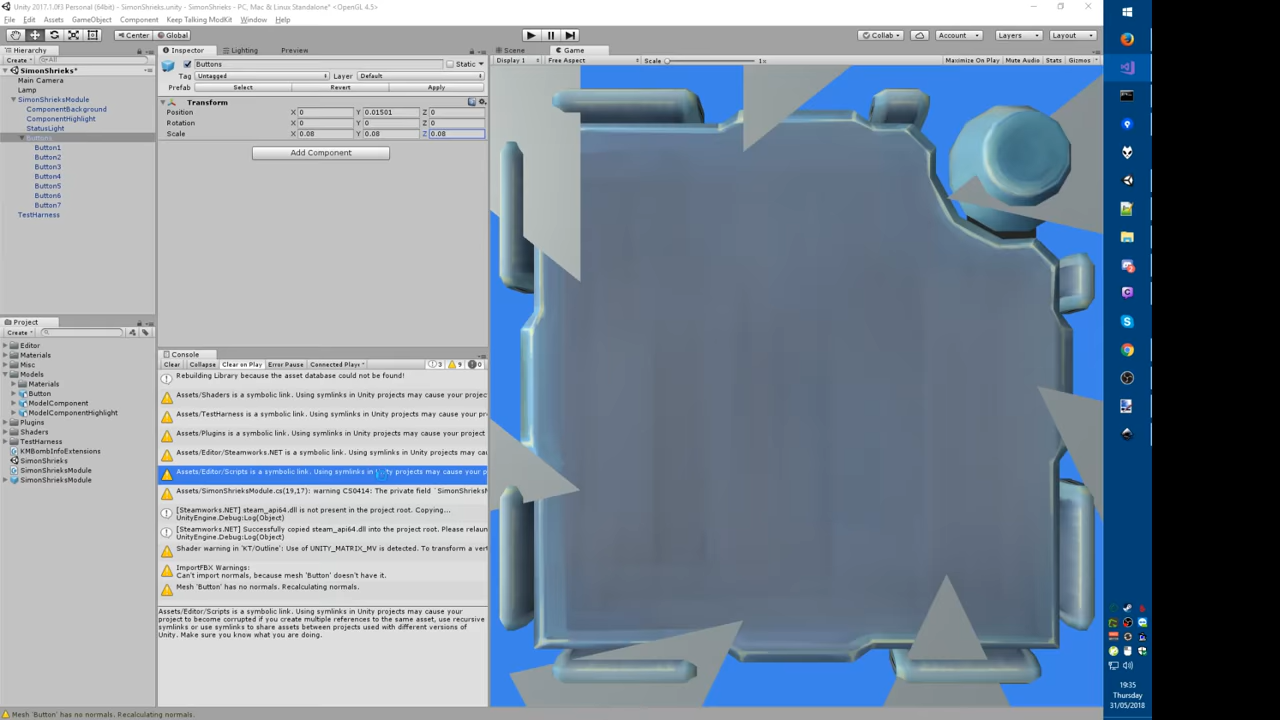 Unity 2017.1.0f3 Personal (64bit) - SimonShrieks.unity - SimonShrieks - PC, Mac & Linux Standalone* <OpenGL 4.5>
File Edit Assets GameObject Component Keep Talking ModKit Window Help
Center Global Collab Account Layers Layout
Hierarchy
Create All
SimonShrieks*
Main Camera
Lamp
SimonShrieksModule
ComponentBackground
ComponentHighlight
StatusLight
Buttons
Button1
Button2
Button3
Button4
Button5
Button6
Button7
TestHarness
Inspector Lighting Preview
Buttons Static
Tag Untagged Layer Default
Prefab Select Revert Apply
Transform
Position X 0 Y 0.01501 Z 0
Rotation X 0 Y 0 Z 0
Scale X 0.08 Y 0.08 Z 0.08
Add Component
Scene Game
Display 1 Free Aspect Scale 1x Maximize On Play Mute Audio Stats Gizmos
Project
Create
Editor
Materials
Misc
Models
Materials
Button
ModelComponent
ModelComponentHighlight
Plugins
Shaders
TestHarness
KMBombInfoExtensions
SimonShrieks
SimonShrieksModule
SimonShrieksModule
Console
Clear Collapse Clear on Play Error Pause Connected Play 3 9 0
Rebuilding Library because the asset database could not be found!
Assets/Shaders is a symbolic link. Using symlinks in Unity projects may cause your project
Assets/TestHarness is a symbolic link. Using symlinks in Unity projects may cause your pro
Assets/Plugins is a symbolic link. Using symlinks in Unity projects may cause your project
Assets/Editor/Steamworks.NET is a symbolic link. Using symlinks in Unity projects may cau
Assets/Editor/Scripts is a symbolic link. Using symlinks in Unity projects may cause your p
Assets/SimonShrieksModule.cs(19,17): warning CS0414: The private field `SimonShrieksM
[Steamworks.NET] steam_api64.dll is not present in the project root. Copying...
UnityEngine.Debug:Log(Object)
[Steamworks.NET] Successfully copied steam_api64.dll into the project root. Please relaun
UnityEngine.Debug:Log(Object)
Shader warning in 'KT/Outline': Use of UNITY_MATRIX_MV is detected. To transform a vert
ImportFBX Warnings:
Can't import normals, because mesh 'Button' doesn't have it.
Mesh 'Button' has no normals. Recalculating normals.
Assets/Editor/Scripts is a symbolic link. Using symlinks in Unity projects may cause your
project to become corrupted if you create multiple references to the same asset, use recursive
symlinks or use symlinks to share assets between projects used with different versions of
Unity. Make sure you know what you are doing.
Mesh 'Button' has no normals. Recalculating normals.
19:35
Thursday
31/05/2018